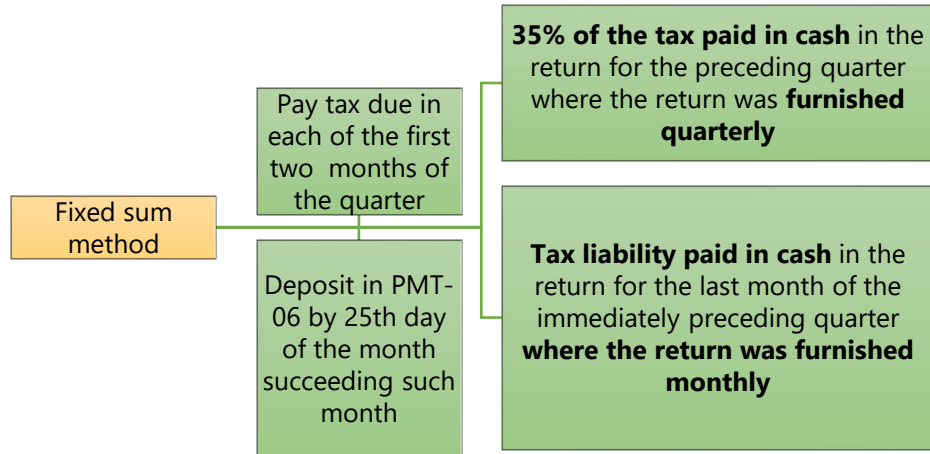 Fixed sum
method
Pay tax due in
each of the first
two months of
the quarter
Deposit in PMT-
06 by 25th day
of the month
succeeding such
month
35% of the tax paid in cash in the
return for the preceding quarter
where the return was furnished
quarterly
Tax liability paid in cash in the
return for the last month of the
immediately preceding quarter
where the return was furnished
monthly